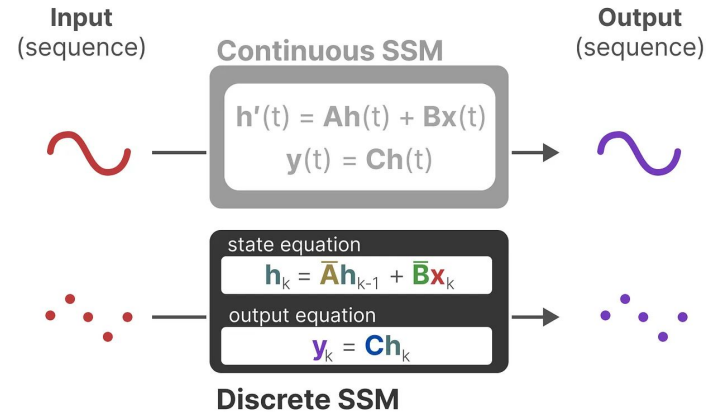 Input
(sequence)
Output
(sequence)
Continuous SSM
h′(t) = Ah(t) + Bx(t)
y(t) = Ch(t)
state equation
hₖ = A̅hₖ₋₁ + B̅xₖ
output equation
yₖ = Chₖ
Discrete SSM